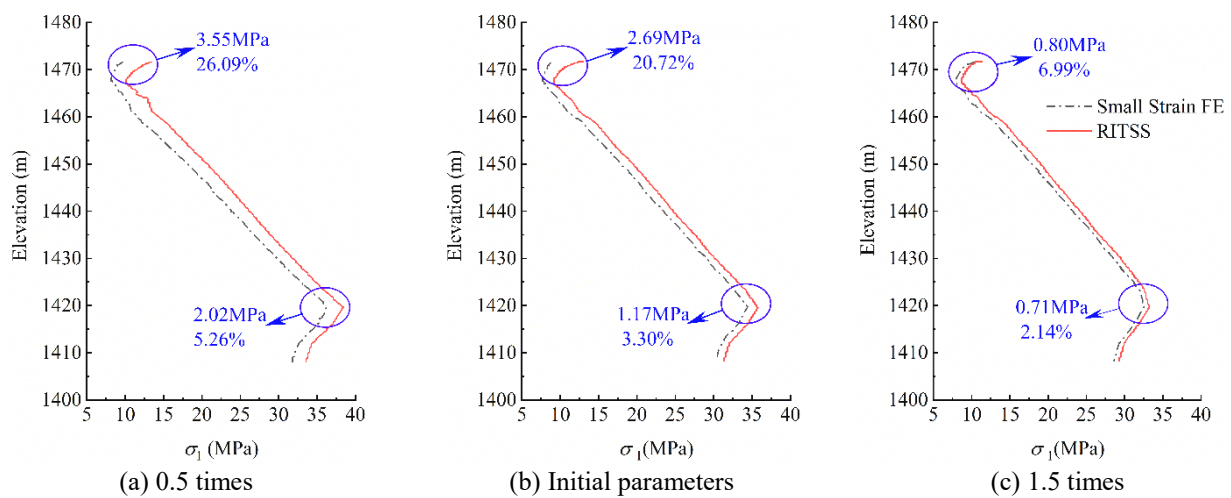 1480
1470
1460
1450
1440
1430
1420
1410
1400
Elevation (m)
3.55MPa
26.09%
2.02MPa
5.26%
5 10 15 20 25 30 35 40
σ1 (MPa)
(a) 0.5 times
1480
1470
1460
1450
1440
1430
1420
1410
1400
Elevation (m)
2.69MPa
20.72%
1.17MPa
3.30%
5 10 15 20 25 30 35 40
σ1(MPa)
(b) Initial parameters
1480
1470
1460
1450
1440
1430
1420
1410
1400
Elevation (m)
0.80MPa
6.99%
Small Strain FE
RITSS
0.71MPa
2.14%
5 10 15 20 25 30 35 40
σ1(MPa)
(c) 1.5 times